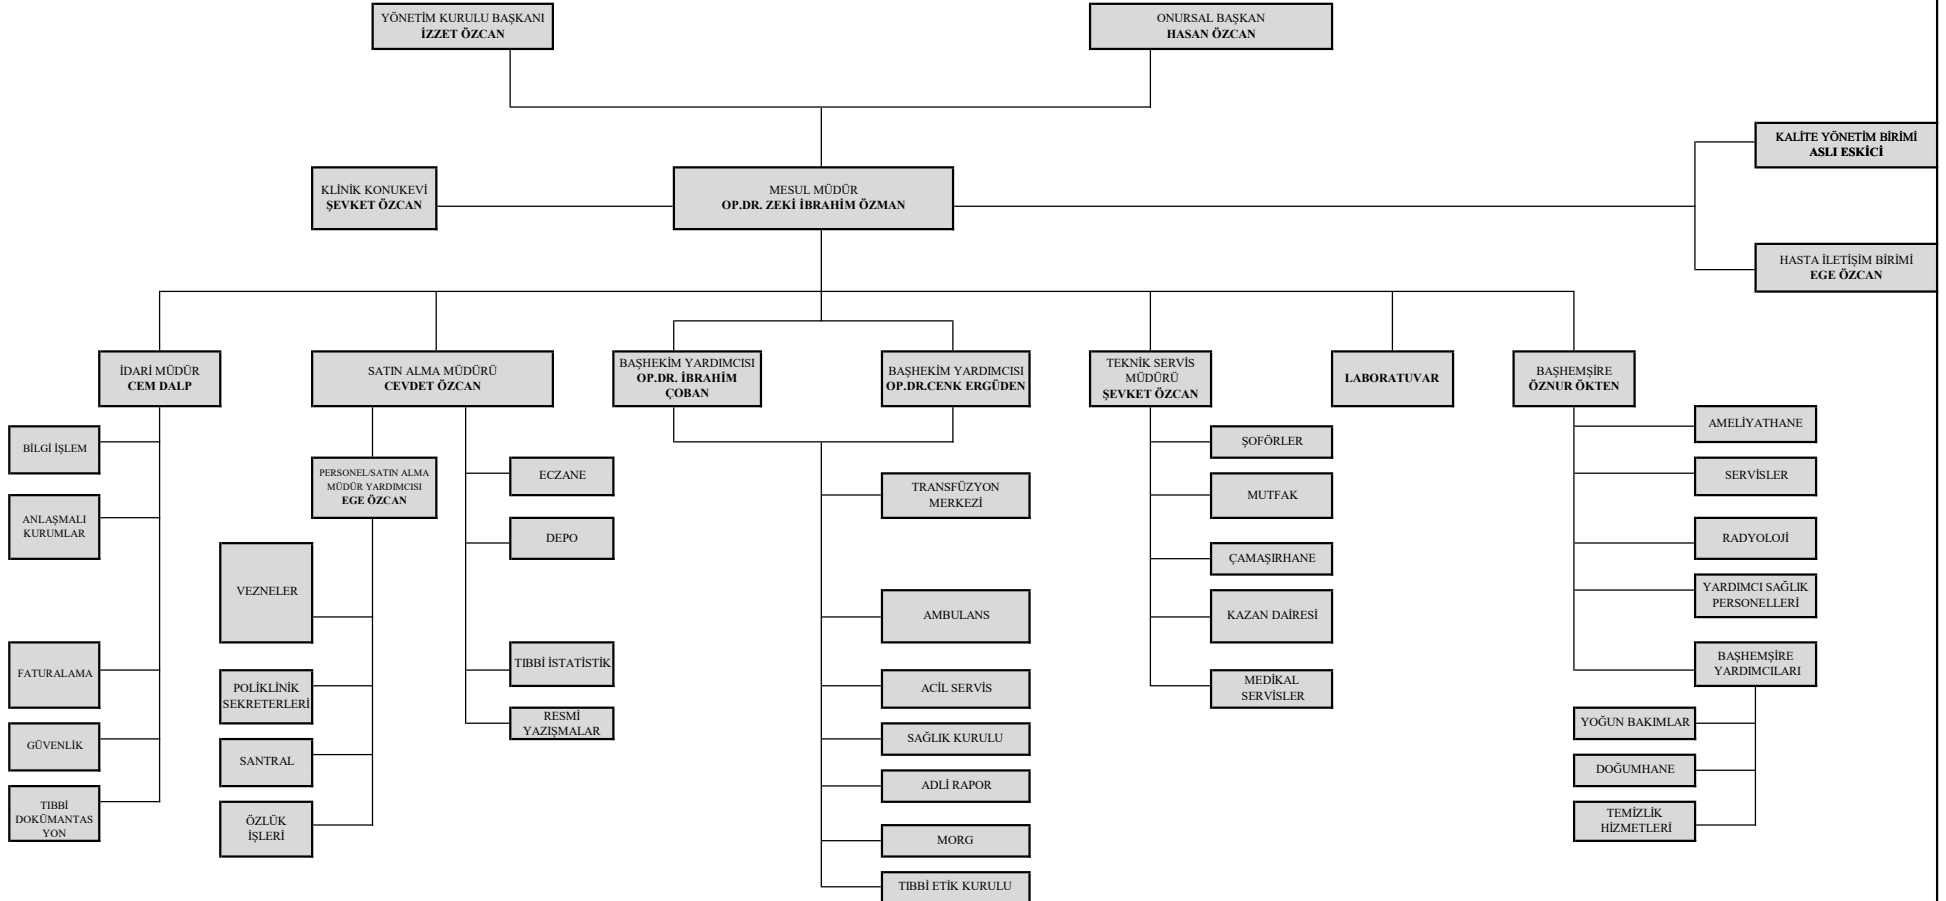 YÖNETİM KURULU BAŞKANI
İZZET ÖZCAN
ONURSAL BAŞKAN
HASAN ÖZCAN
KALİTE YÖNETİM BİRİMİ
ASLI ESKİCİ
KLİNİK KONUKEVİ
ŞEVKET ÖZCAN
MESUL MÜDÜR
OP.DR. ZEKİ İBRAHİM ÖZMAN
HASTA İLETİŞİM BİRİMİ
EGE ÖZCAN
İDARİ MÜDÜR
CEM DALP
SATIN ALMA MÜDÜRÜ
CEVDET ÖZCAN
BAŞHEKİM YARDIMCISI
OP.DR. İBRAHİM
ÇOBAN
BAŞHEKİM YARDIMCISI
OP.DR.CENK ERGÜDEN
TEKNİK SERVİS
MÜDÜRÜ
ŞEVKET ÖZCAN
LABORATUVAR
BAŞHEMŞİRE
ÖZNUR ÖKTEN
BİLGİ İŞLEM
ANLAŞMALI
KURUMLAR
FATURALAMA
GÜVENLİK
TIBBİ
DOKÜMANTAS
YON
PERSONEL/SATIN ALMA
MÜDÜR YARDIMCISI
EGE ÖZCAN
VEZNELER
POLİKLİNİK
SEKRETERLERİ
SANTRAL
ÖZLÜK
İŞLERİ
ECZANE
DEPO
TIBBİ İSTATİSTİK
RESMİ
YAZIŞMALAR
TRANSFÜZYON
MERKEZİ
AMBULANS
ACİL SERVİS
SAĞLIK KURULU
ADLİ RAPOR
MORG
TIBBİ ETİK KURULU
ŞOFÖRLER
MUTFAK
ÇAMAŞIRHANE
KAZAN DAİRESİ
MEDİKAL
SERVİSLER
AMELİYATHANE
SERVİSLER
RADYOLOJİ
YARDIMCI SAĞLIK
PERSONELLERİ
BAŞHEMŞİRE
YARDIMCILARI
YOĞUN BAKIMLAR
DOĞUMHANE
TEMİZLİK
HİZMETLERİ